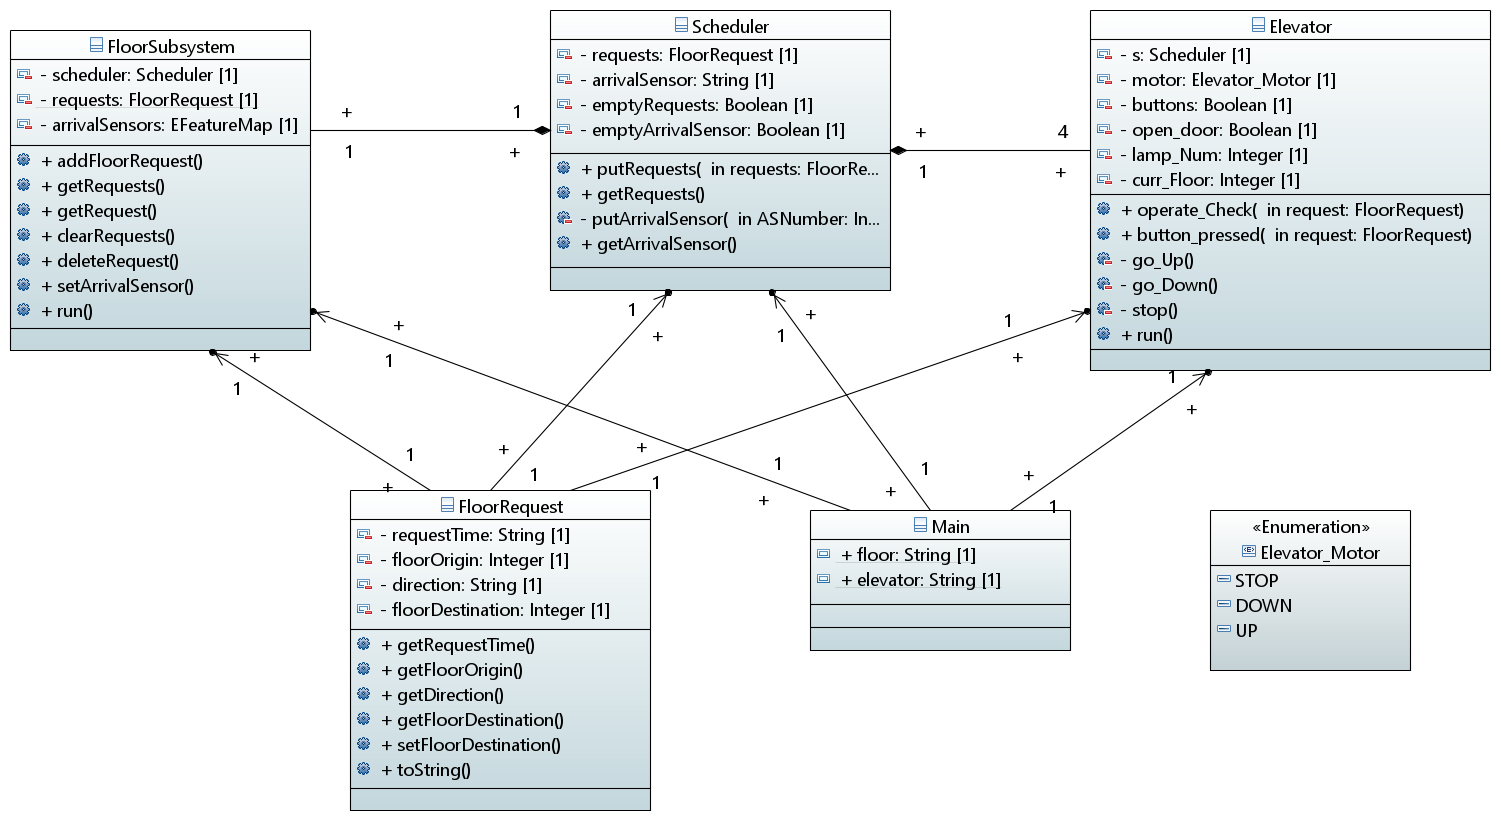 FloorSubsystem
- scheduler: Scheduler [1]
- requests: FloorRequest [1]
- arrivalSensors: EFeatureMap [1]
+ addFloorRequest()
+ getRequests()
+ getRequest()
+ clearRequests()
+ deleteRequest()
+ setArrivalSensor()
+ run()
+
1
1
+
Scheduler
- requests: FloorRequest [1]
- arrivalSensor: String [1]
- emptyRequests: Boolean [1]
- emptyArrivalSensor: Boolean [1]
+ putRequests( in requests: FloorRe...
+ getRequests()
- putArrivalSensor( in ASNumber: In...
+ getArrivalSensor()
+
4
1
+
Elevator
- s: Scheduler [1]
- motor: Elevator_Motor [1]
- buttons: Boolean [1]
- open_door: Boolean [1]
- lamp_Num: Integer [1]
- curr_Floor: Integer [1]
+ operate_Check( in request: FloorRequest)
+ button_pressed( in request: FloorRequest)
- go_Up()
- go_Down()
- stop()
+ run()
+
1
+
1
1
+
+
1
1
+
1
+
1
+
+
1
+
1
1
+
1
+
+
1
FloorRequest
- requestTime: String [1]
- floorOrigin: Integer [1]
- direction: String [1]
- floorDestination: Integer [1]
+ getRequestTime()
+ getFloorOrigin()
+ getDirection()
+ getFloorDestination()
+ setFloorDestination()
+ toString()
Main
+ floor: String [1]
+ elevator: String [1]
«Enumeration»
Elevator_Motor
STOP
DOWN
UP